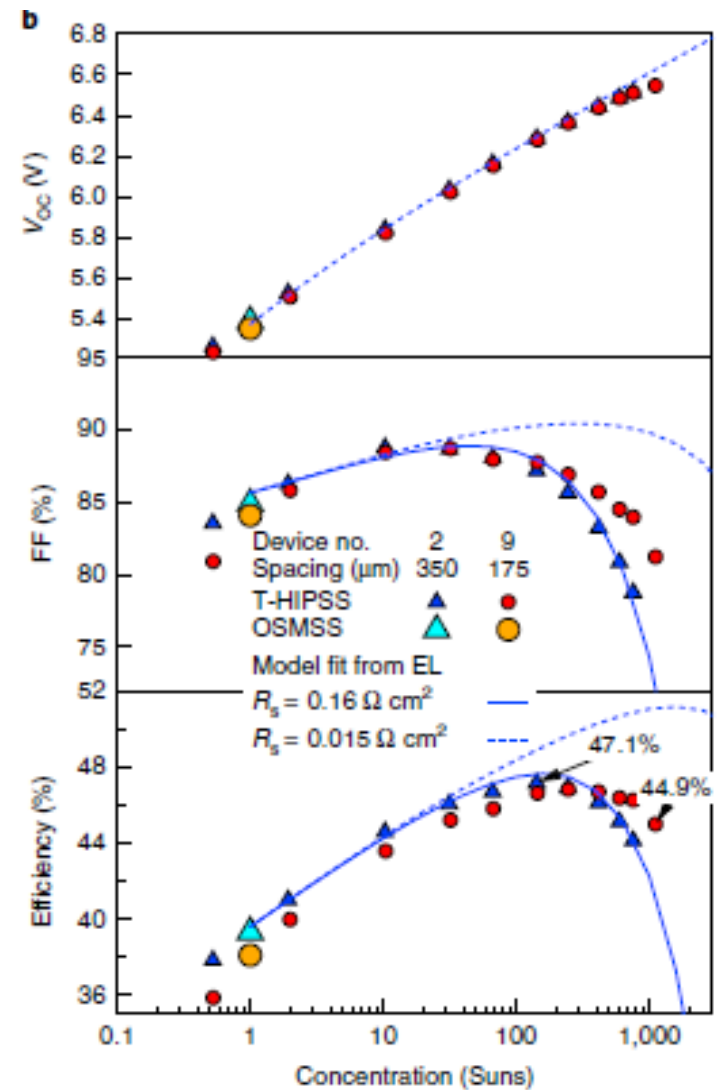 b
6.8
6.6
6.4
6.2
6.0
5.8
5.6
5.4
V_OC (V)
95
90
85
80
75
FF (%)
Device no. 2 9
Spacing (µm) 350 175
T-HIPSS
OSMSS
Model fit from EL
R_s = 0.16 Ω cm²
R_s = 0.015 Ω cm²
52
48
44
40
36
Efficiency (%)
47.1%
44.9%
0.1 1 10 100 1,000
Concentration (Suns)